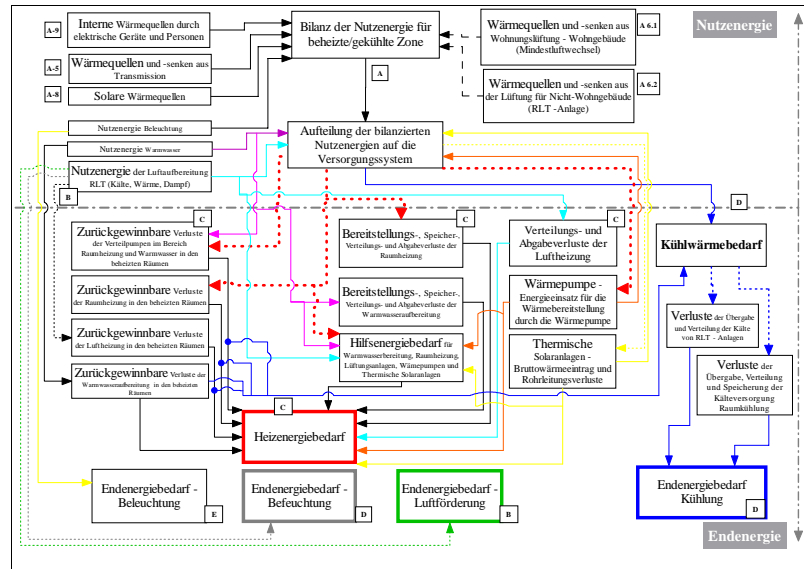 Nutzenergie
A-9
Interne Wärmequellen durch
elektrische Geräte und Personen
Bilanz der Nutzenergie für
beheizte/gekühlte Zone
Wärmequellen und -senken aus
Wohnungslüftung - Wohngebäude
(Mindestluftwechsel)
A 6.1
A-5
Wärmequellen und -senken aus
Transmission
A
Wärmequellen und -senken aus
der Lüftung für Nicht-Wohngebäude
(RLT -Anlage)
A 6.2
A-8
Solare Wärmequellen
Nutzenergie Beleuchtung
Nutzenergie Warmwasser
Nutzenergie der Luftaufbereitung
RLT (Kälte, Wärme, Dampf)
B
Aufteilung der bilanzierten
Nutzenergien auf die
Versorgungssystem
D
C
Zurückgewinnbare Verluste
der Verteilpumpen im Bereich
Raumheizung und Warmwasser in den
beheizten Räumen
C
Bereitstellungs-, Speicher-,
Verteilungs- und Abgabeverluste der
Raumheizung
C
Verteilungs- und
Abgabeverluste der
Luftheizung
Kühlwärmebedarf
Zurückgewinnbare Verluste
der Raumheizung in den beheizten Räumen
Bereitstellungs-, Speicher-,
Verteilungs- und Abgabeverluste der
Warmwasseraufbereitung
Wärmepumpe -
Energieeinsatz für die
Wärmebereitstellung
durch die Wärmepumpe
Verluste der Übergabe
und Verteilung der Kälte
von RLT - Anlagen
Zurückgewinnbare Verluste
der Luftheizung in den beheizten Räumen
Hilfsenergiebedarf für
Warmwasserbereitung, Raumheizung,
Lüftungsanlagen, Wämepumpen und
Thermische Solaranlagen
Thermische
Solaranlagen -
Bruttowärmeeintrag und
Rohrleitungsverluste
Verluste der
Übergabe, Verteilung
und Speicherung der
Kälteversorgung
Raumkühlung
Zurückgewinnbare Verluste der
Warmwasseraufbereitung in den beheizten
Räumen
C
Heizenergiebedarf
Endenergiebedarf -
Beleuchtung
E
Endenergiebedarf -
Befeuchtung
D
Endenergiebedarf -
Luftförderung
B
Endenergiebedarf
Kühlung
D
Endenergie